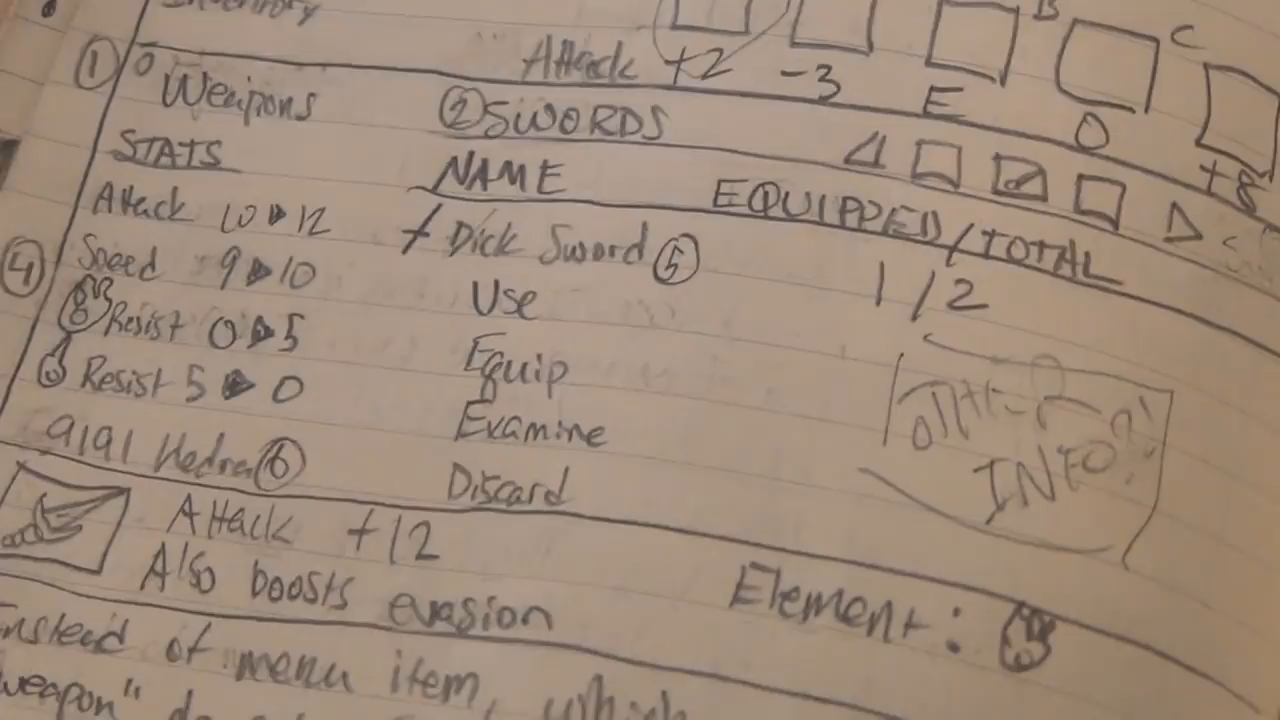 Inventory
B
C
Attack +2 -3 E O +8
① Weapons ② SWORDS
STATS
NAME EQUIPPED/TOTAL
Attack 10 12
Dick Sword ⑤ 1/2
④ Speed 9 10
Use
Resist 0 5
Equip
Resist 5 0
Examine
INFO?!
9191 Hedra ⑥
Discard
Attack +12
Also boosts evasion
Element:
Instead of menu item, which
weapon"